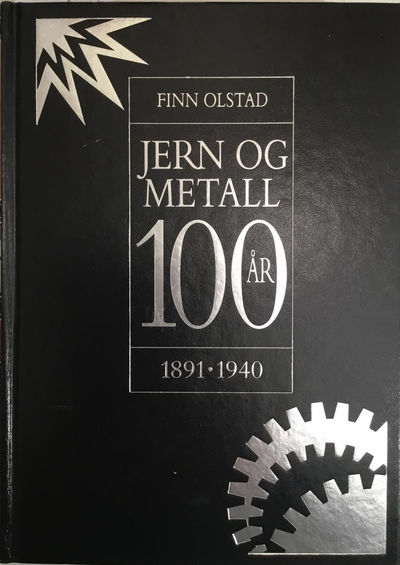 FINN OLSTAD
JERN OG
METALL
100
ÅR
1891•1940